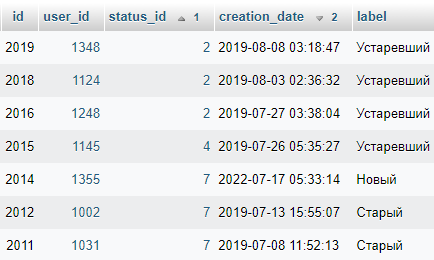 id user_id status_id 1 creation_date 2 label
2019 1348 2 2019-08-08 03:18:47 Устаревший
2018 1124 2 2019-08-03 02:36:32 Устаревший
2016 1248 2 2019-07-27 03:38:04 Устаревший
2015 1145 4 2019-07-26 05:35:27 Устаревший
2014 1355 7 2022-07-17 05:33:14 Новый
2012 1002 7 2019-07-13 15:55:07 Старый
2011 1031 7 2019-07-08 11:52:13 Старый